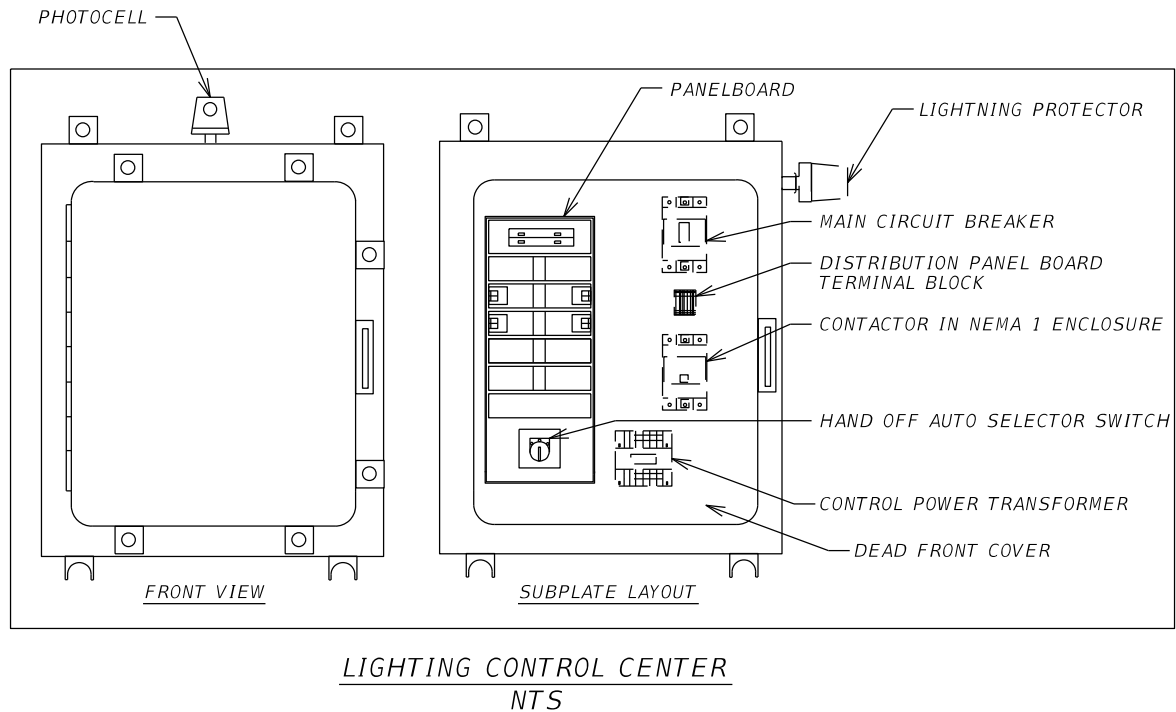 PHOTOCELL
PANELBOARD
LIGHTNING PROTECTOR
MAIN CIRCUIT BREAKER
DISTRIBUTION PANEL BOARD
TERMINAL BLOCK
CONTACTOR IN NEMA 1 ENCLOSURE
HAND OFF AUTO SELECTOR SWITCH
CONTROL POWER TRANSFORMER
DEAD FRONT COVER
FRONT VIEW
SUBPLATE LAYOUT
LIGHTING CONTROL CENTER
NTS